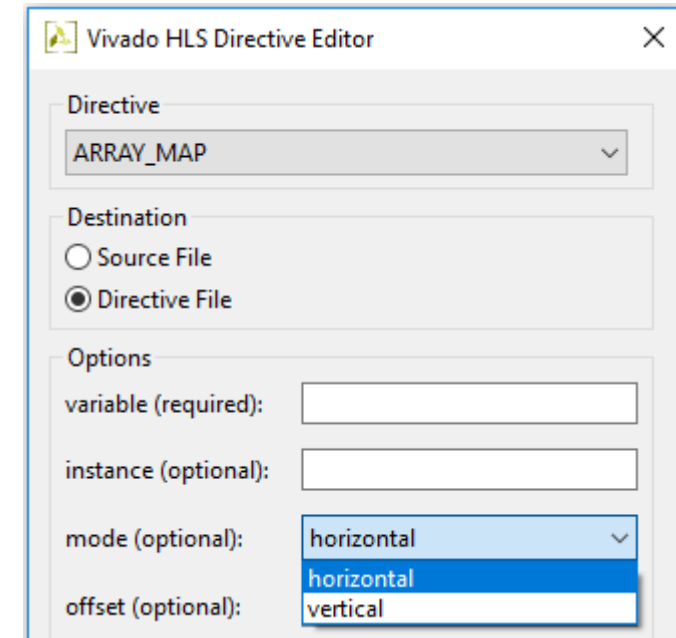 Vivado HLS Directive Editor
Directive
ARRAY_MAP
Destination
Source File
Directive File
Options
variable (required):
instance (optional):
mode (optional): horizontal
horizontal
offset (optional): vertical